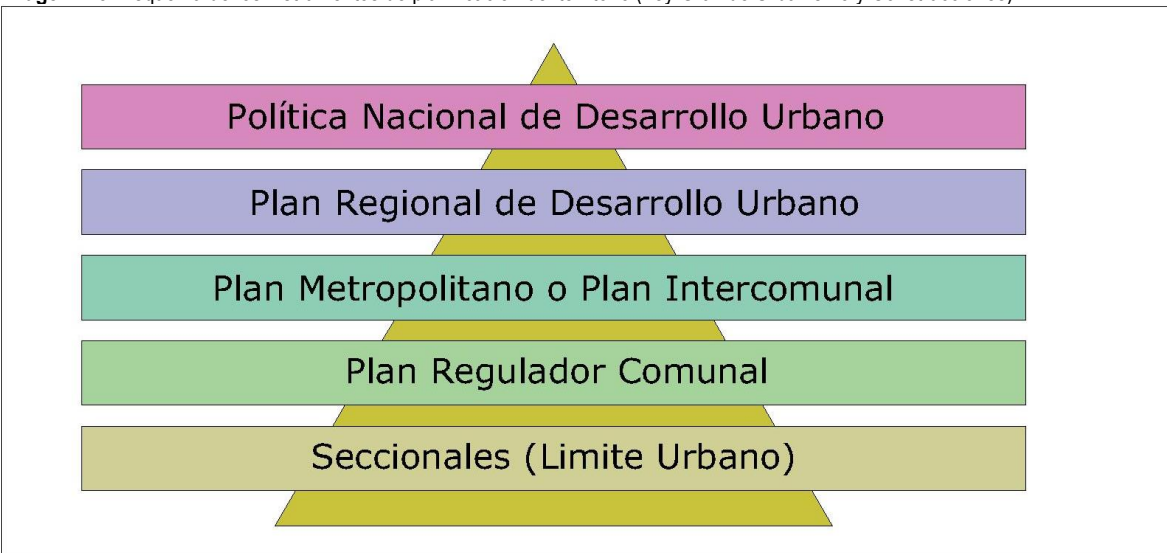 Política Nacional de Desarrollo Urbano
Plan Regional de Desarrollo Urbano
Plan Metropolitano o Plan Intercomunal
Plan Regulador Comunal
Seccionales (Limite Urbano)